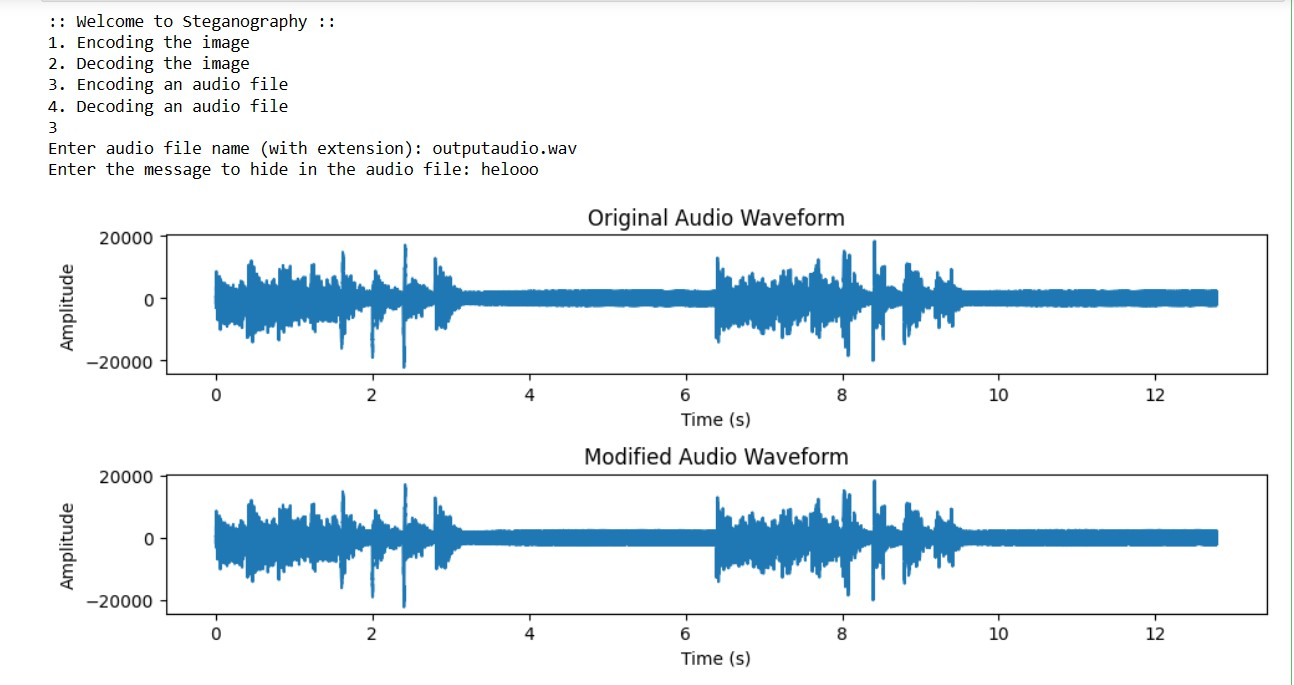 :: Welcome to Steganography ::
1. Encoding the image
2. Decoding the image
3. Encoding an audio file
4. Decoding an audio file
3
Enter audio file name (with extension): outputaudio.wav
Enter the message to hide in the audio file: helooo
Original Audio Waveform
20000
0
−20000
Amplitude
0 2 4 6 8 10 12
Time (s)
Modified Audio Waveform
20000
0
−20000
Amplitude
0 2 4 6 8 10 12
Time (s)